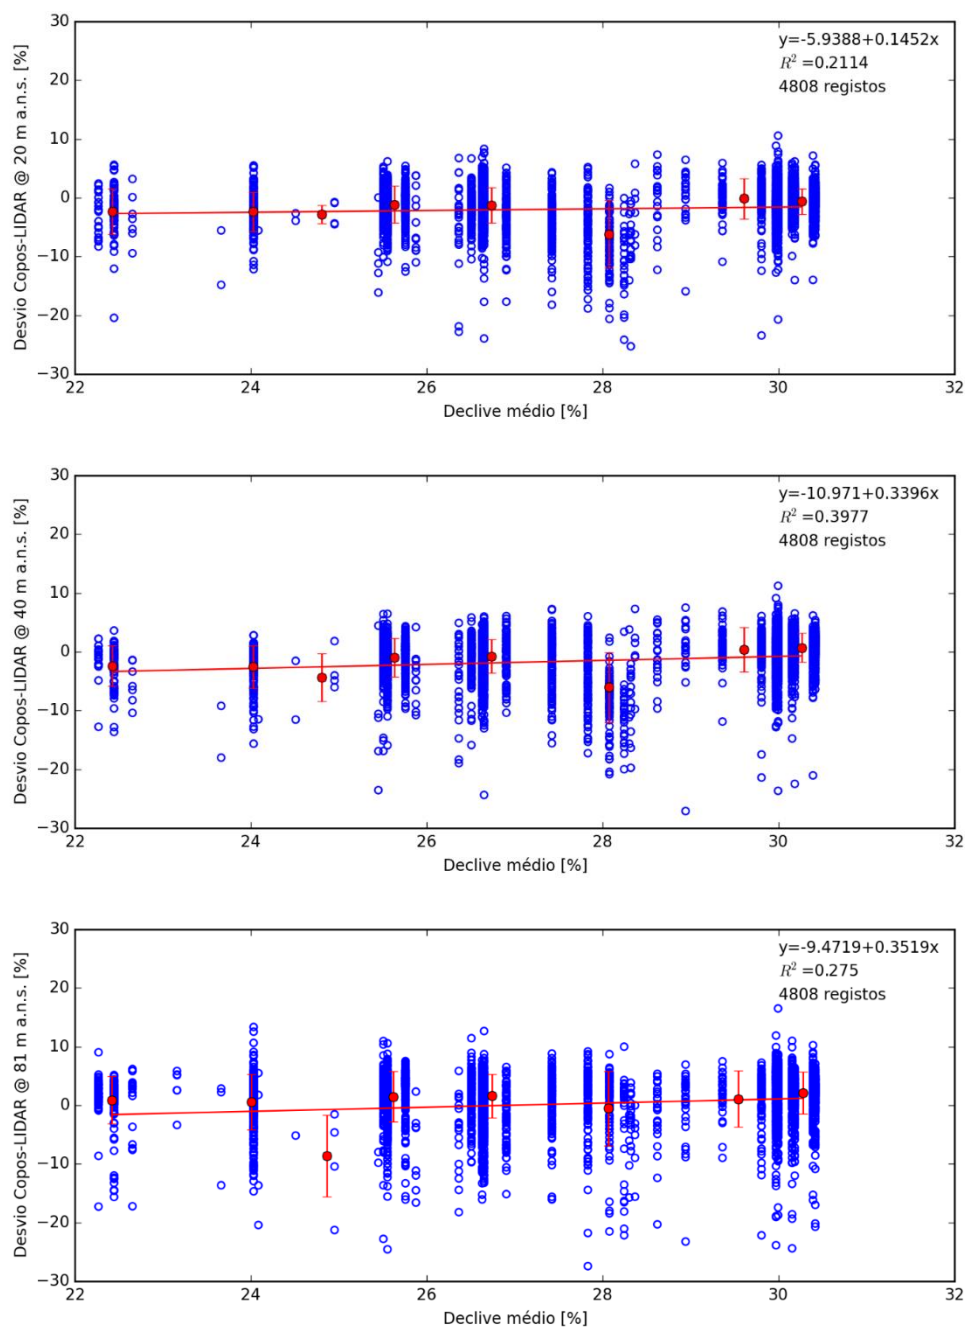 30
20
10
0
−10
−20
−30
22
24
26
28
30
32
Desvio Copos-LIDAR @ 20 m a.n.s. [%]
Declive médio [%]
y=-5.9388+0.1452x
R² =0.2114
4808 registos
30
20
10
0
−10
−20
−30
22
24
26
28
30
32
Desvio Copos-LIDAR @ 40 m a.n.s. [%]
Declive médio [%]
y=-10.971+0.3396x
R² =0.3977
4808 registos
30
20
10
0
−10
−20
−30
22
24
26
28
30
32
Desvio Copos-LIDAR @ 81 m a.n.s. [%]
Declive médio [%]
y=-9.4719+0.3519x
R² =0.275
4808 registos